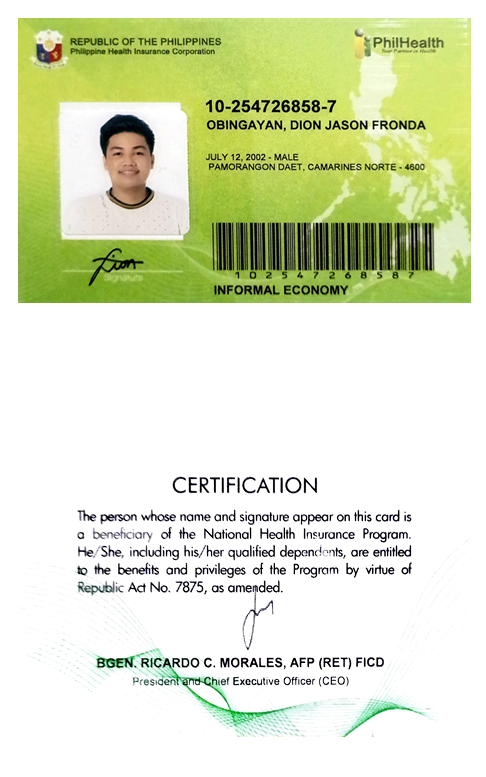 REPUBLIC OF THE PHILIPPINES
Philippine Health Insurance Corporation
PhilHealth
Your Partner in Health
10-254726858-7
OBINGAYAN, DION JASON FRONDA
JULY 12, 2002 - MALE
PAMORANGON DAET, CAMARINES NORTE - 4600
Signature
1 0 2 5 4 7 2 6 8 5 8 7
INFORMAL ECONOMY
CERTIFICATION
The person whose name and signature appear on this card is
a beneficiary of the National Health Insurance Program.
He/She, including his/her qualified dependents, are entitled
to the benefits and privileges of the Program by virtue of
Republic Act No. 7875, as amended.
BGEN. RICARDO C. MORALES, AFP (RET) FICD
President and Chief Executive Officer (CEO)